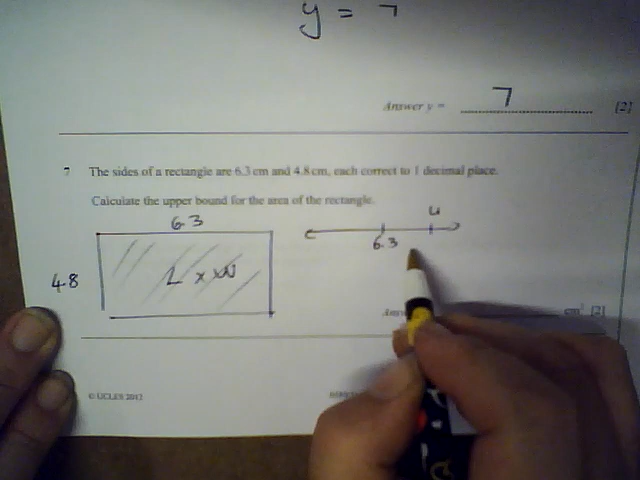 y = 7
Answer y = 7 [2]
7 The sides of a rectangle are 6.3 cm and 4.8 cm, each correct to 1 decimal place.
Calculate the upper bound for the area of the rectangle.
6.3
u
6.3
4.8
L x W
cm² [2]
© UCLES 2012